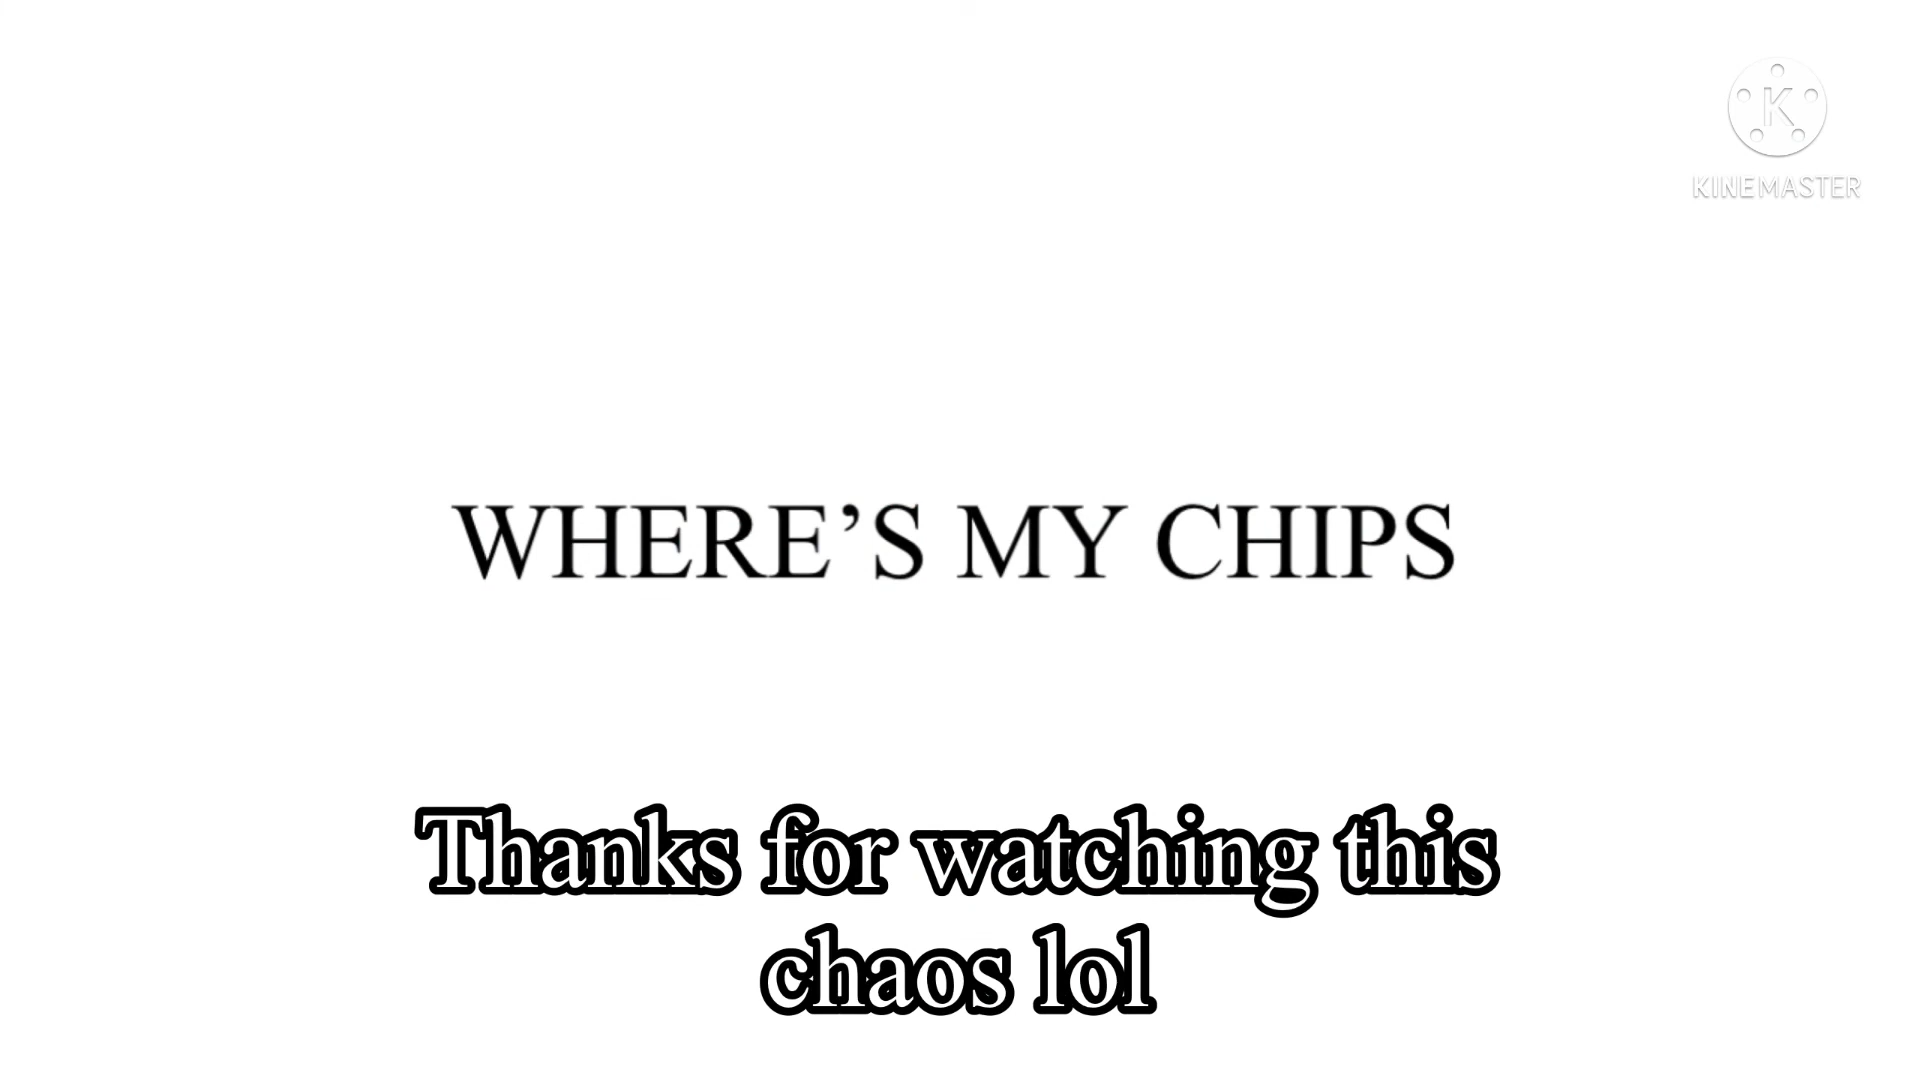 K
KINEMASTER
WHERE’S MY CHIPS
Thanks for watching this
chaos lol